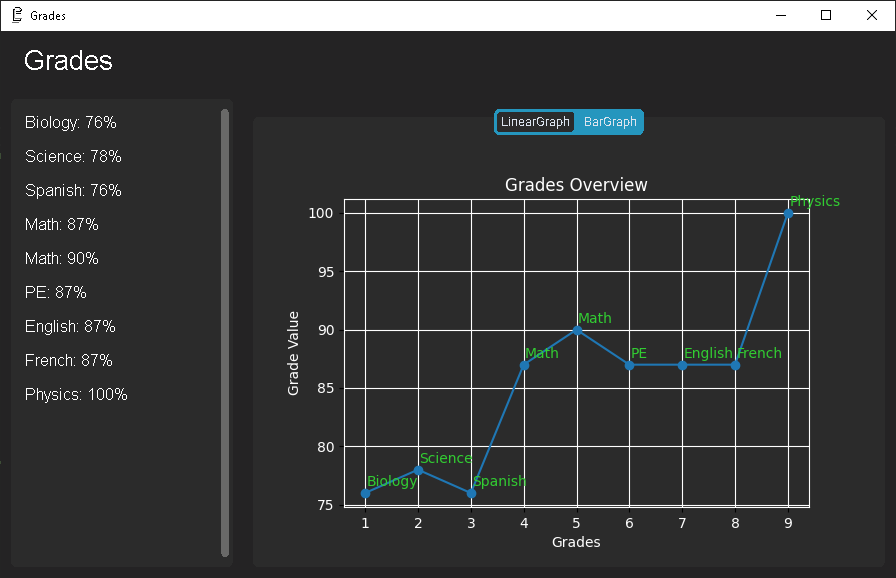 Grades
Grades
Biology: 76%
Science: 78%
Spanish: 76%
Math: 87%
Math: 90%
PE: 87%
English: 87%
French: 87%
Physics: 100%
LinearGraph BarGraph
Grades Overview
Physics
100
95
90
85
80
75
Grade Value
Math
Math
PE
English
French
Science
Biology
Spanish
1 2 3 4 5 6 7 8 9
Grades